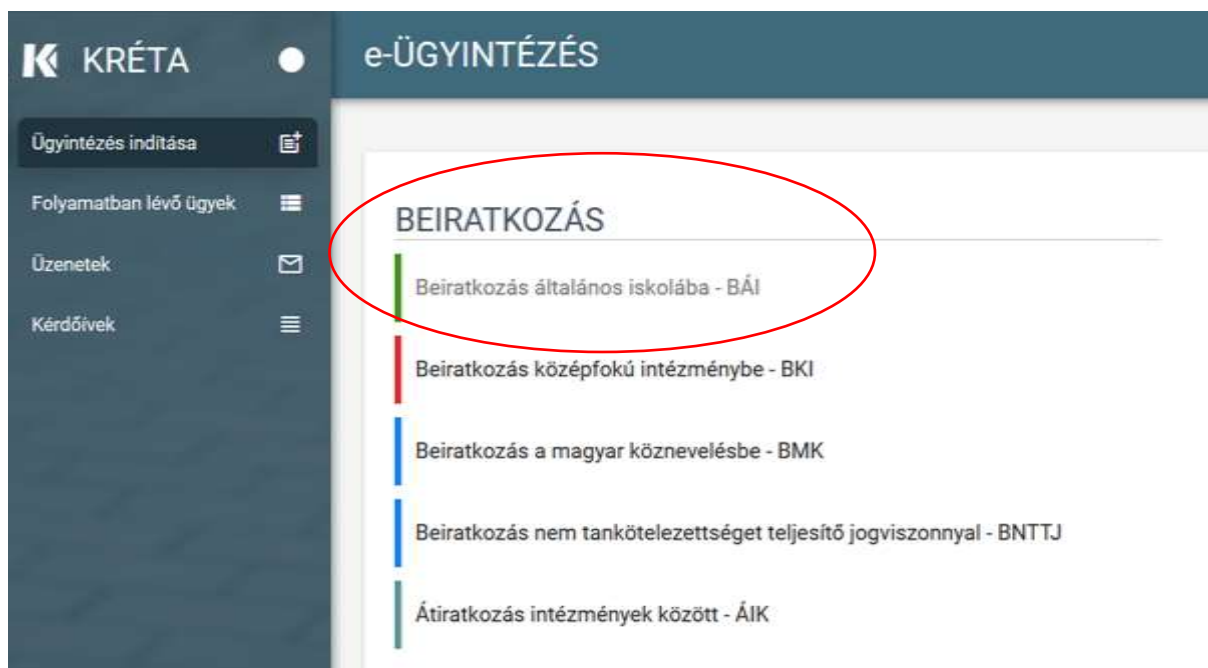 KRÉTA
e-ÜGYINTÉZÉS
Ügyintézés indítása
Folyamatban lévő ügyek
Üzenetek
Kérdőívek
BEIRATKOZÁS
Beiratkozás általános iskolába - BÁI
Beiratkozás középfokú intézménybe - BKI
Beiratkozás a magyar köznevelésbe - BMK
Beiratkozás nem tankötelezettséget teljesítő jogviszonnyal - BNTTJ
Átiratkozás intézmények között - ÁIK